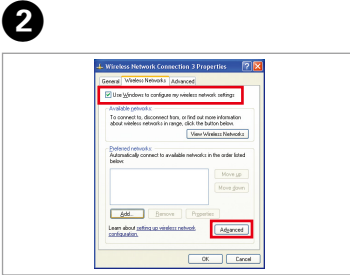 2
Wireless Network Connection 3 Properties
General Wireless Networks Advanced
Use Windows to configure my wireless network settings
Available networks:
To connect to, disconnect from, or find out more information
about wireless networks in range, click the button below.
View Wireless Networks
Preferred networks:
Automatically connect to available networks in the order listed
below:
Move up
Move down
Add... Remove Properties
Learn about setting up wireless network
configuration.
Advanced
OK Cancel